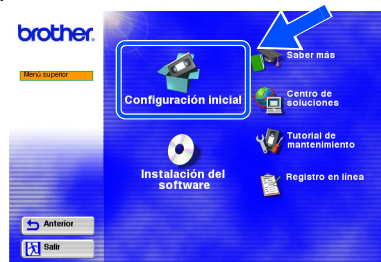 brother.
Menú superior
Configuración inicial
Instalación del
software
Saber más
Centro de
soluciones
Tutorial de
mantenimiento
Registro en línea
Anterior
Salir